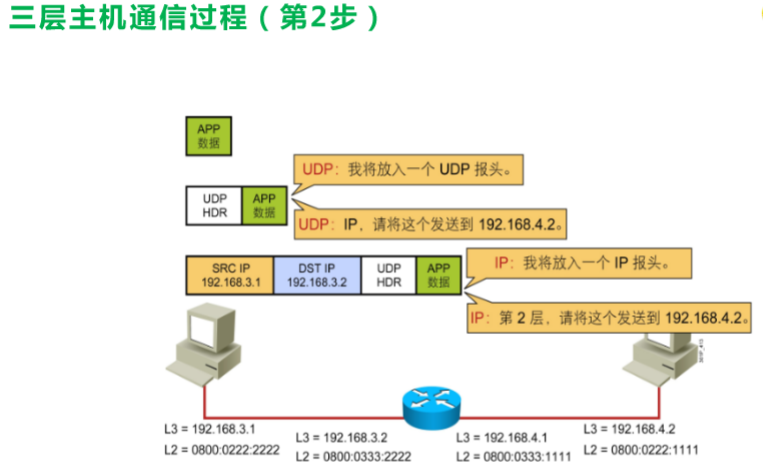 三层主机通信过程（第2步）
APP
数据
UDP：我将放入一个 UDP 报头。
UDP
HDR
APP
数据
UDP：IP，请将这个发送到 192.168.4.2。
IP：我将放入一个 IP 报头。
SRC IP
192.168.3.1
DST IP
192.168.3.2
UDP
HDR
APP
数据
IP：第 2 层，请将这个发送到 192.168.4.2。
L3 = 192.168.3.1
L2 = 0800:0222:2222
L3 = 192.168.3.2
L2 = 0800:0333:2222
L3 = 192.168.4.1
L2 = 0800:0333:1111
L3 = 192.168.4.2
L2 = 0800:0222:1111